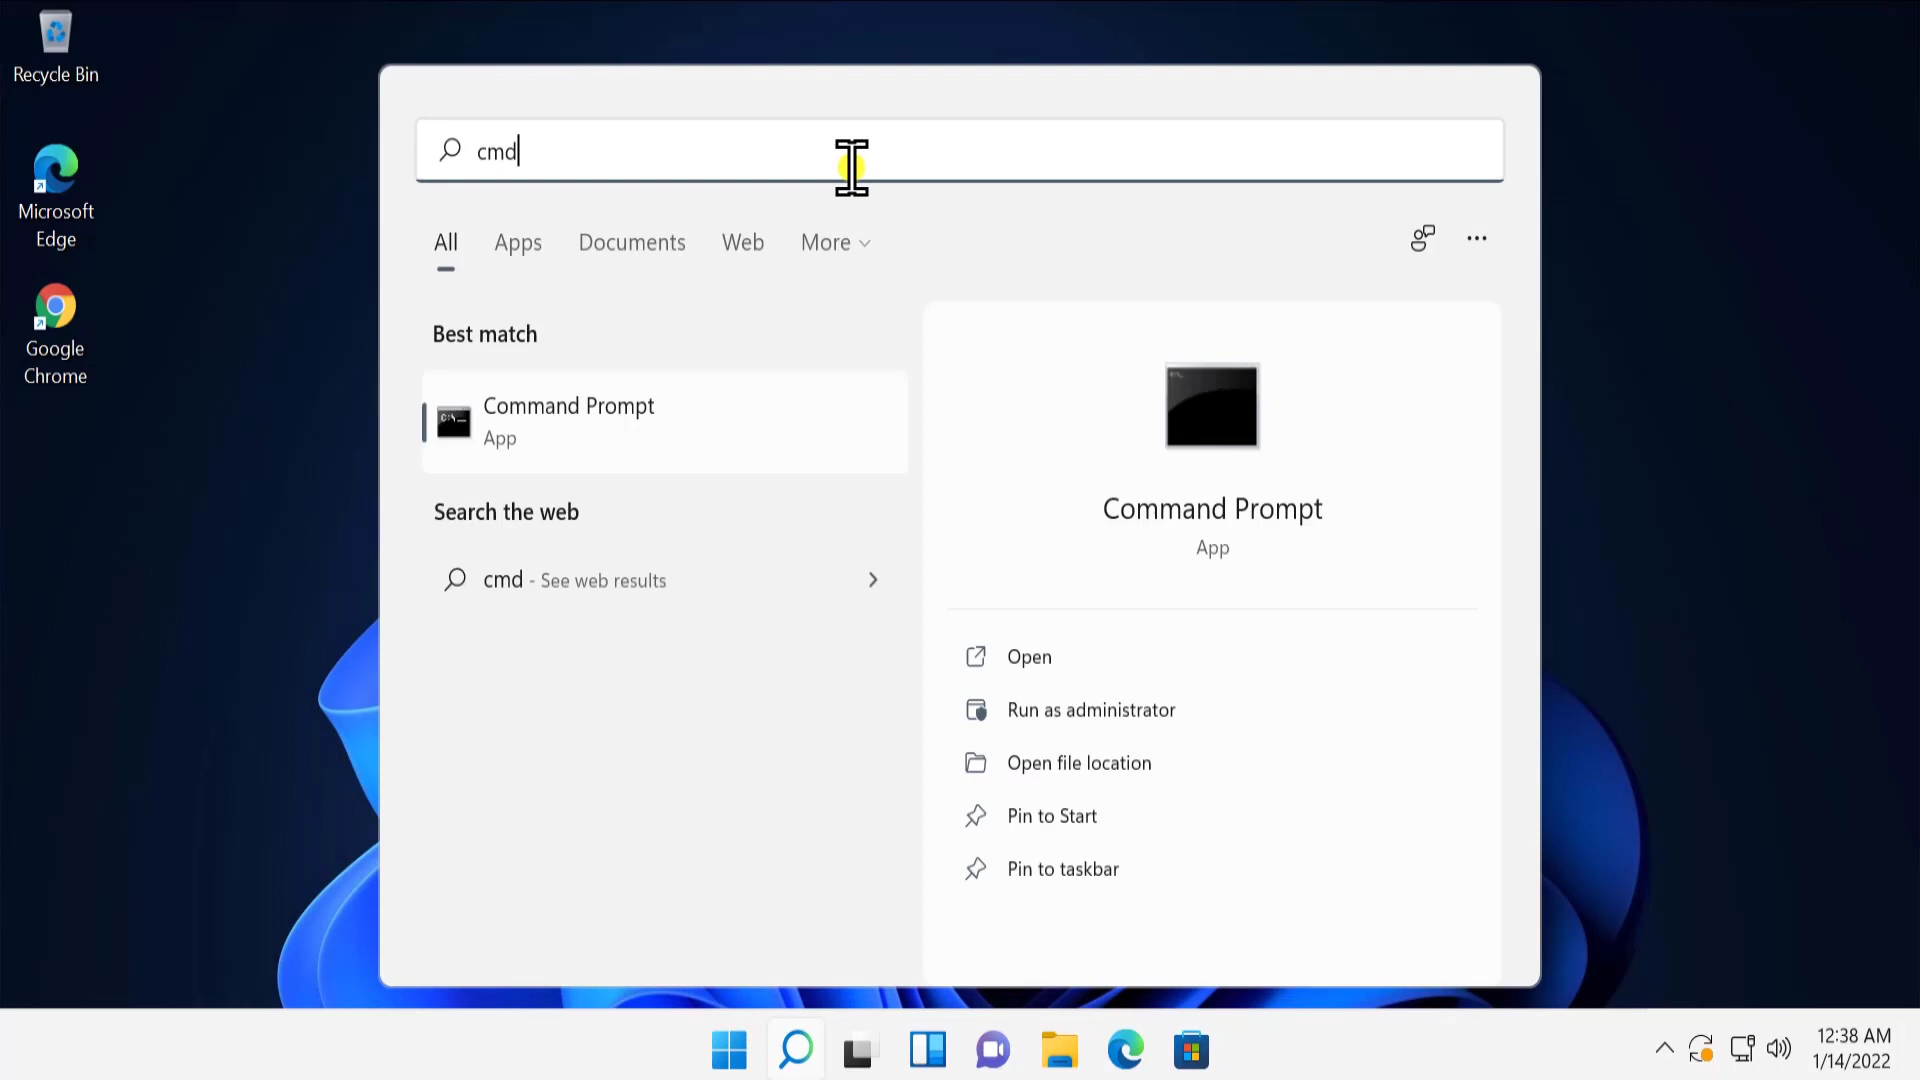 Recycle Bin
Microsoft
Edge
Google
Chrome
cmd
All Apps Documents Web More
Best match
Command Prompt
App
Search the web
cmd - See web results
Command Prompt
App
Open
Run as administrator
Open file location
Pin to Start
Pin to taskbar
12:38 AM
1/14/2022